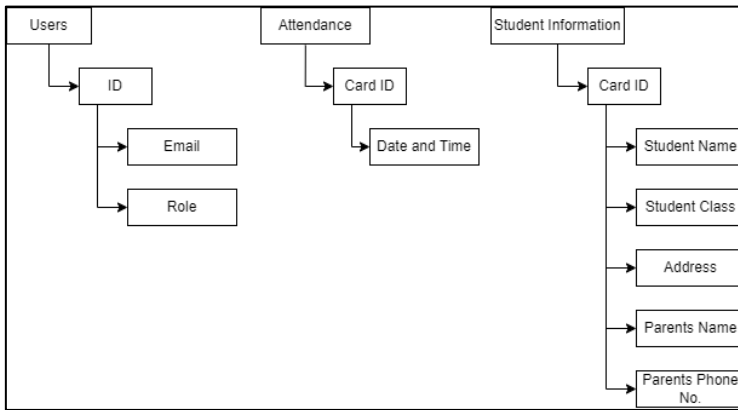 Users
ID
Email
Role
Attendance
Card ID
Date and Time
Student Information
Card ID
Student Name
Student Class
Address
Parents Name
Parents Phone
No.